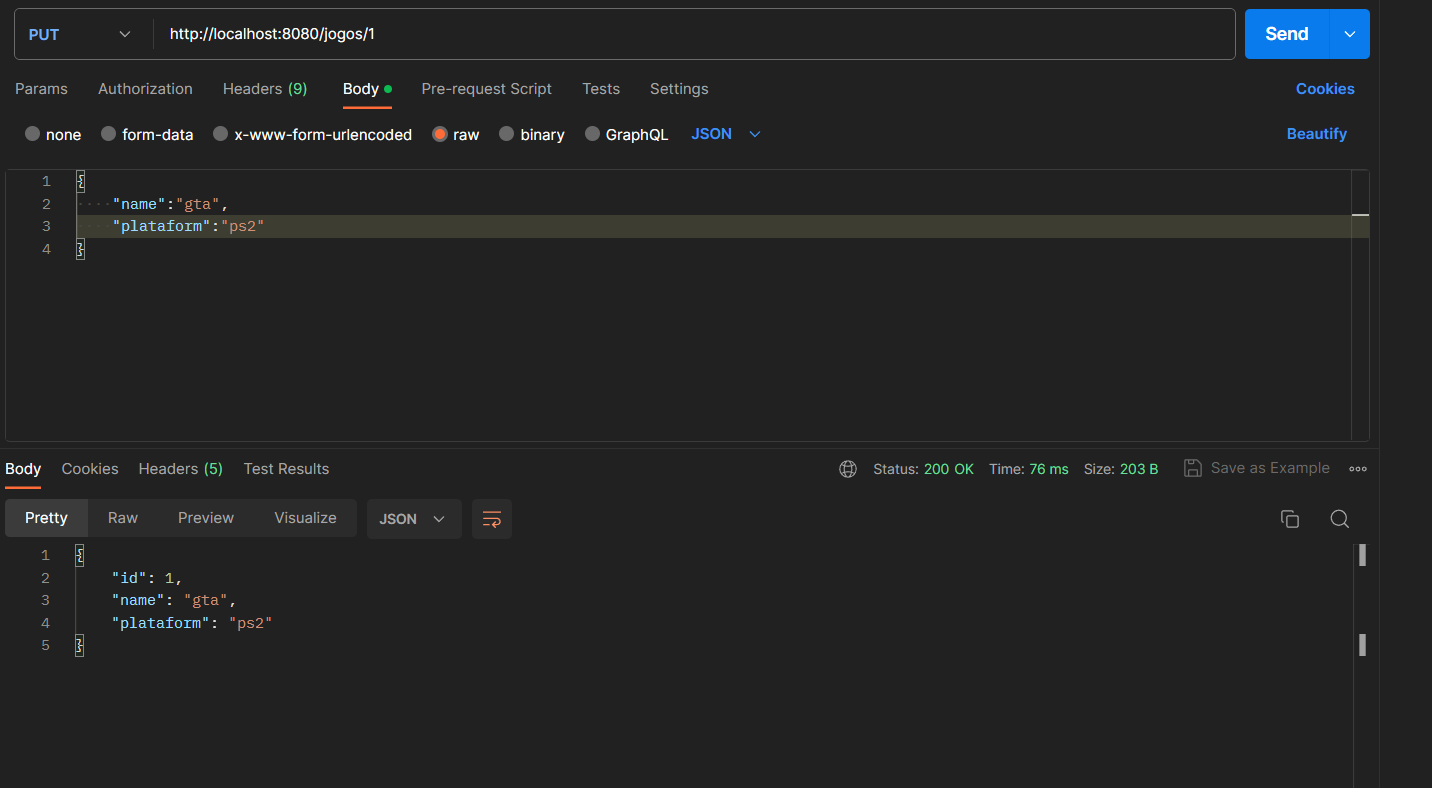 PUT http://localhost:8080/jogos/1 Send
Params Authorization Headers (9) Body Pre-request Script Tests Settings Cookies
none form-data x-www-form-urlencoded raw binary GraphQL JSON Beautify
1 {
2 ····"name":"gta",
3 ····"plataform":"ps2"
4 }
Body Cookies Headers (5) Test Results Status: 200 OK Time: 76 ms Size: 203 B Save as Example
Pretty Raw Preview Visualize JSON
1 {
2 "id": 1,
3 "name": "gta",
4 "plataform": "ps2"
5 }